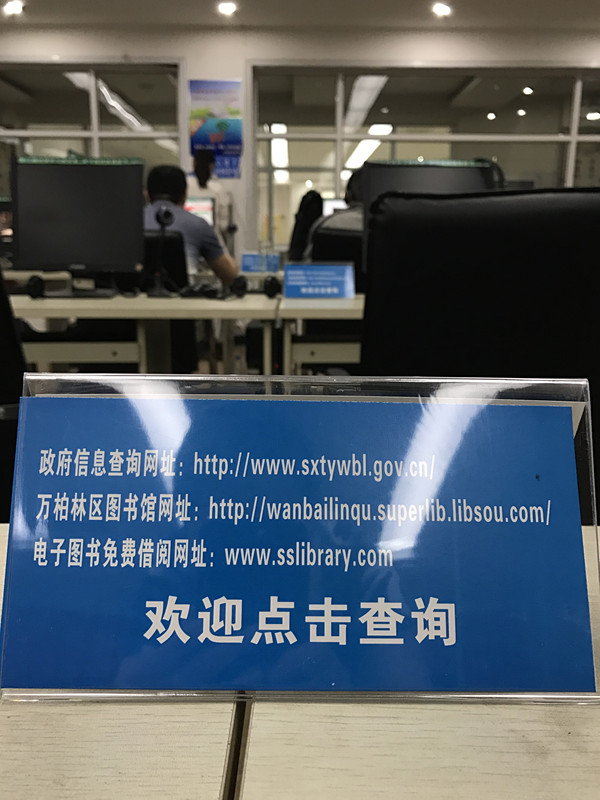 政府信息查询网址：http://www.sxtywbl.gov.cn/
万柏林区图书馆网址：http://wanbailinqu.superlib.libsou.com/
电子图书免费借阅网址：www.sslibrary.com
欢迎点击查询